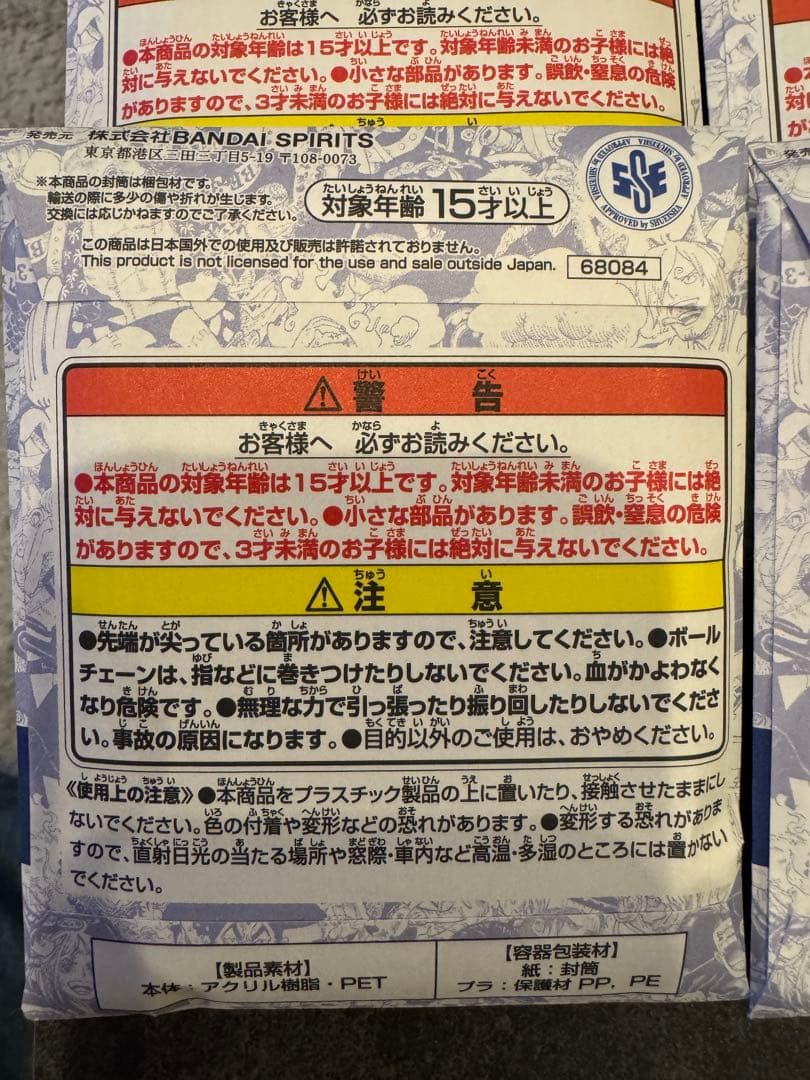 お客様へ 必ずお読みください。
●本商品の対象年齢は15才以上です。対象年齢未満のお子様には絶
対に与えないでください。●小さな部品があります。誤飲・窒息の危険
がありますので、3才未満のお子様には絶対に与えないでください。
発売元 株式会社BANDAI SPIRITS
東京都港区三田三丁目5-19 〒108-0073
※本商品の封筒は梱包材です。
輸送の際に多少の傷や折れが生じます。
交換には応じかねますのでご了承ください。
対象年齢 15才以上
APPROVED by SHUEISHA
この商品は日本国外での使用及び販売は許諾されておりません。
This product is not licensed for the use and sale outside Japan.
68084
⚠警告
お客様へ 必ずお読みください。
●本商品の対象年齢は15才以上です。対象年齢未満のお子様には絶
対に与えないでください。●小さな部品があります。誤飲・窒息の危険
がありますので、3才未満のお子様には絶対に与えないでください。
⚠注意
●先端が尖っている箇所がありますので、注意してください。●ボール
チェーンは、指などに巻きつけたりしないでください。血がかよわなく
なり危険です。●無理な力で引っ張ったり振り回したりしないでくださ
い。事故の原因になります。●目的以外のご使用は、おやめください。
《使用上の注意》●本商品をプラスチック製品の上に置いたり、接触させたままにし
ないでください。色の付着や変形などの恐れがあります。●変形する恐れがありま
すので、直射日光の当たる場所や窓際・車内など高温・多湿のところには置かない
でください。
【製品素材】
本体:アクリル樹脂・PET
【容器包装材】
紙:封筒
プラ:保護材 PP, PE